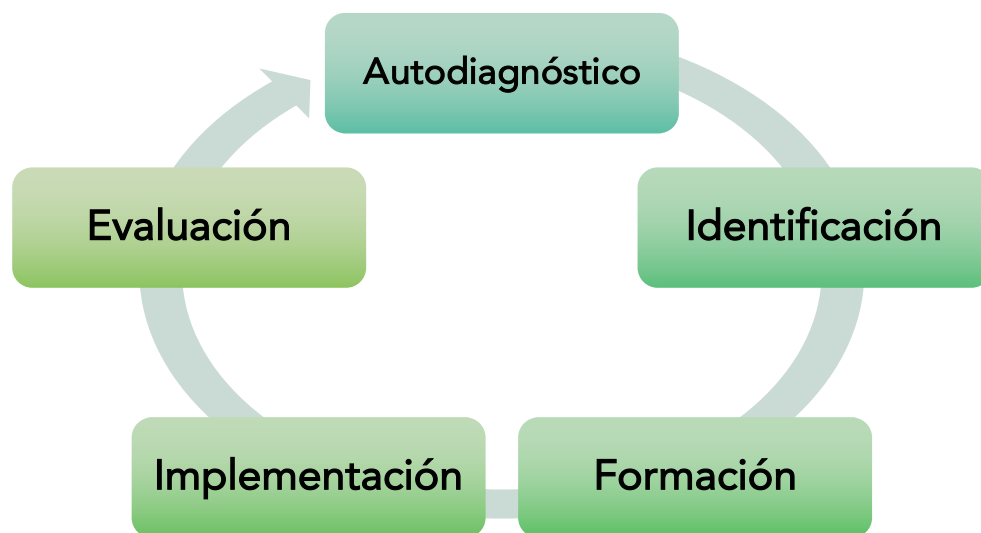 Autodiagnóstico
Identificación
Formación
Implementación
Evaluación